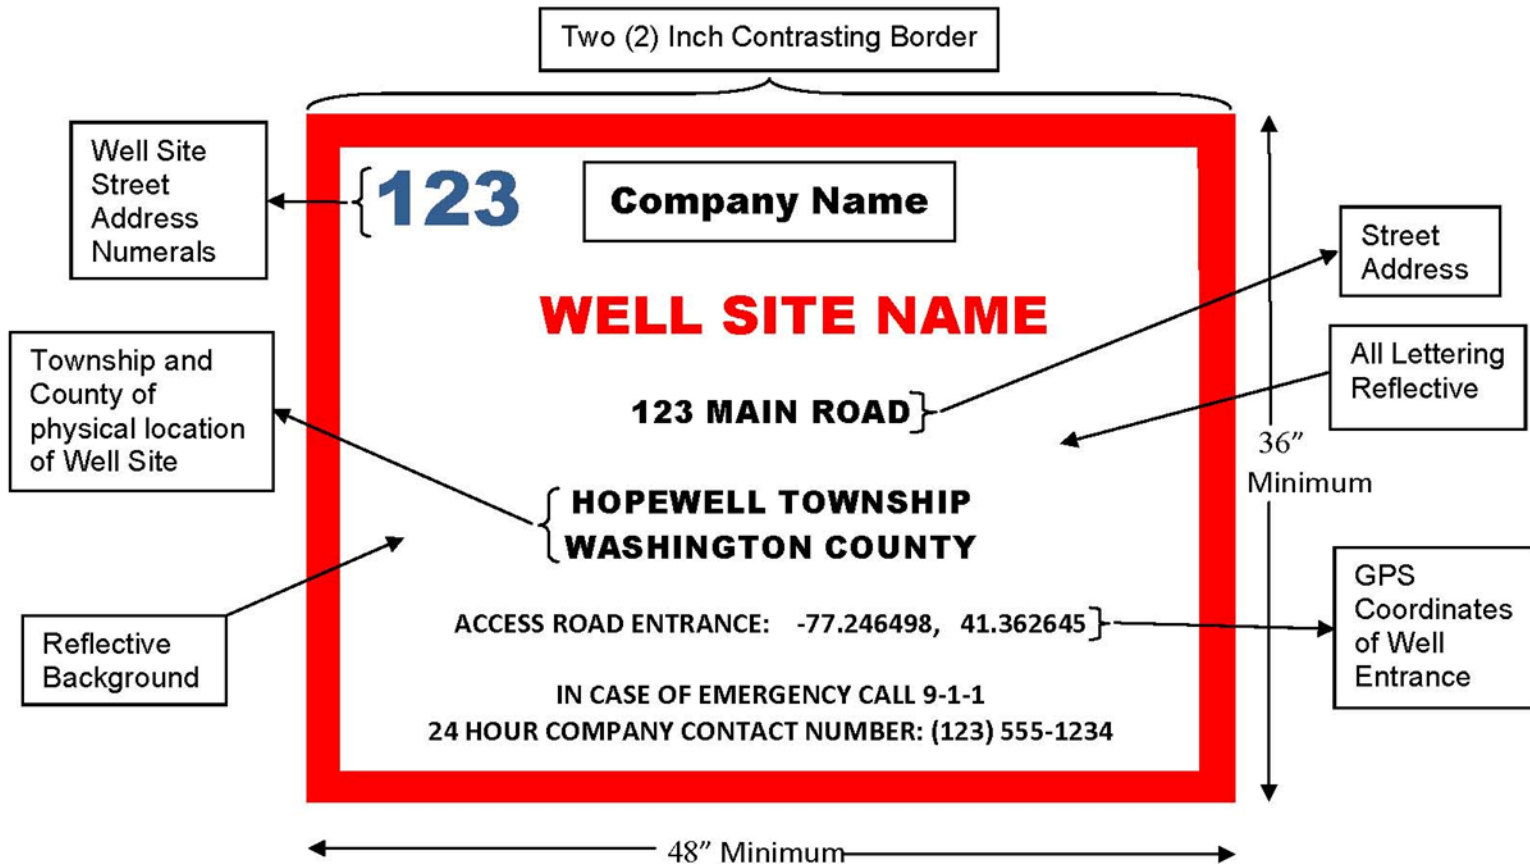 Two (2) Inch Contrasting Border
Well Site
Street
Address
Numerals
123
Company Name
Street
Address
WELL SITE NAME
All Lettering
Reflective
Township and
County of
physical location
of Well Site
123 MAIN ROAD
36"
Minimum
HOPEWELL TOWNSHIP
WASHINGTON COUNTY
GPS
Coordinates
of Well
Entrance
Reflective
Background
ACCESS ROAD ENTRANCE: -77.246498, 41.362645
IN CASE OF EMERGENCY CALL 9-1-1
24 HOUR COMPANY CONTACT NUMBER: (123) 555-1234
48" Minimum